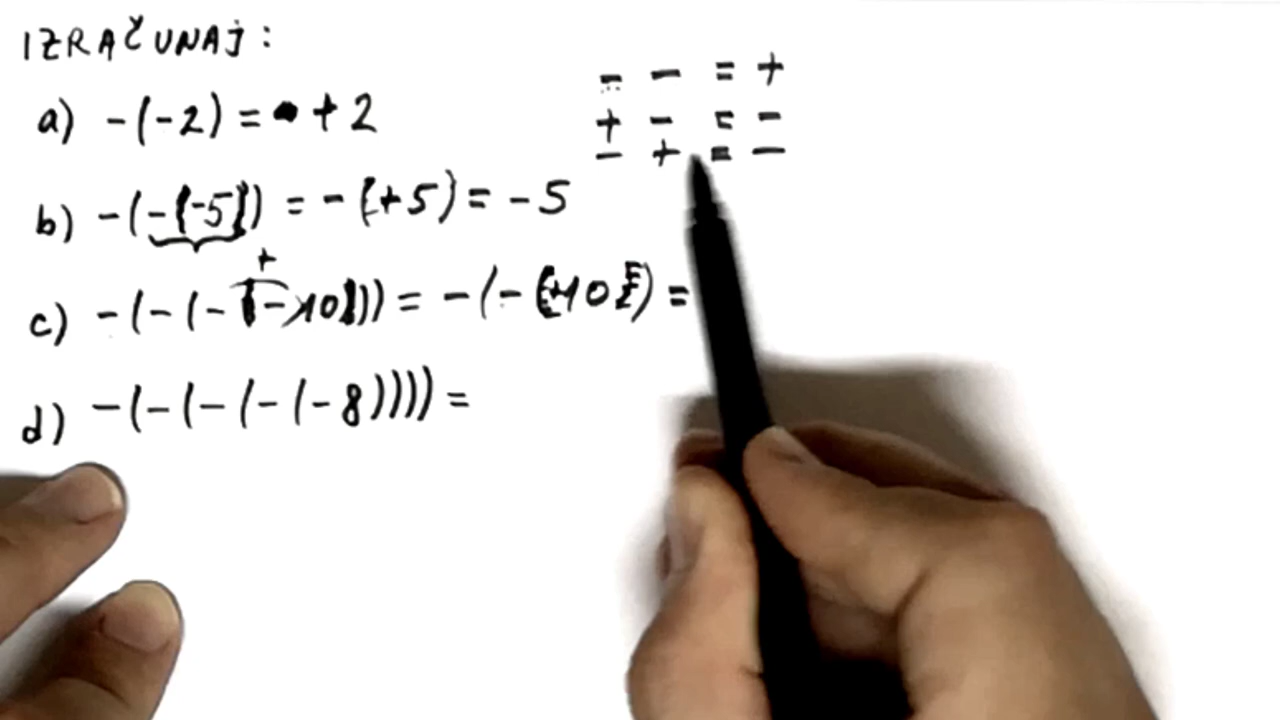 IZRAČUNAJ:
a) -(-2) = + 2
b) -(-[-5]) = -(+5) = -5
c) -(-(-[-10])) = -(-[+10]) =
d) -(-(-(-(-8)))) =
- - = +
+ - = -
- + = -